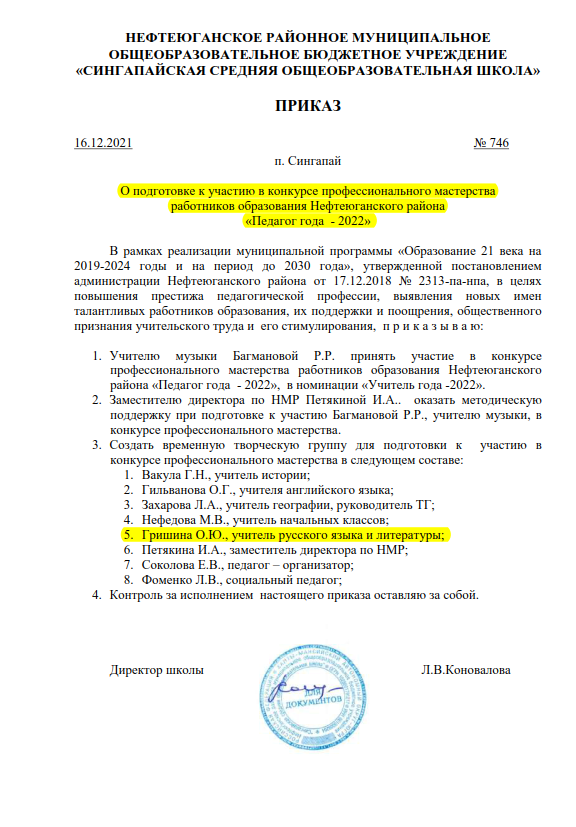 НЕФТЕЮГАНСКОЕ РАЙОННОЕ МУНИЦИПАЛЬНОЕ
ОБЩЕОБРАЗОВАТЕЛЬНОЕ БЮДЖЕТНОЕ УЧРЕЖДЕНИЕ
«СИНГАПАЙСКАЯ СРЕДНЯЯ ОБЩЕОБРАЗОВАТЕЛЬНАЯ ШКОЛА»
ПРИКАЗ
16.12.2021 № 746
п. Сингапай
О подготовке к участию в конкурсе профессионального мастерства
работников образования Нефтеюганского района
«Педагог года - 2022»
В рамках реализации муниципальной программы «Образование 21 века на
2019-2024 годы и на период до 2030 года», утвержденной постановлением
администрации Нефтеюганского района от 17.12.2018 № 2313-па-нпа, в целях
повышения престижа педагогической профессии, выявления новых имен
талантливых работников образования, их поддержки и поощрения, общественного
признания учительского труда и его стимулирования, п р и к а з ы в а ю:
1. Учителю музыки Багмановой Р.Р. принять участие в конкурсе
профессионального мастерства работников образования Нефтеюганского
района «Педагог года - 2022», в номинации «Учитель года -2022».
2. Заместителю директора по НМР Петякиной И.А.. оказать методическую
поддержку при подготовке к участию Багмановой Р.Р., учителю музыки, в
конкурсе профессионального мастерства.
3. Создать временную творческую группу для подготовки к участию в
конкурсе профессионального мастерства в следующем составе:
1. Вакула Г.Н., учитель истории;
2. Гильванова О.Г., учителя английского языка;
3. Захарова Л.А., учитель географии, руководитель ТГ;
4. Нефедова М.В., учитель начальных классов;
5. Гришина О.Ю., учитель русского языка и литературы;
6. Петякина И.А., заместитель директора по НМР;
7. Соколова Е.В., педагог – организатор;
8. Фоменко Л.В., социальный педагог;
4. Контроль за исполнением настоящего приказа оставляю за собой.
Директор школы Л.В.Коновалова
ДЛЯ
ДОКУМЕНТОВ